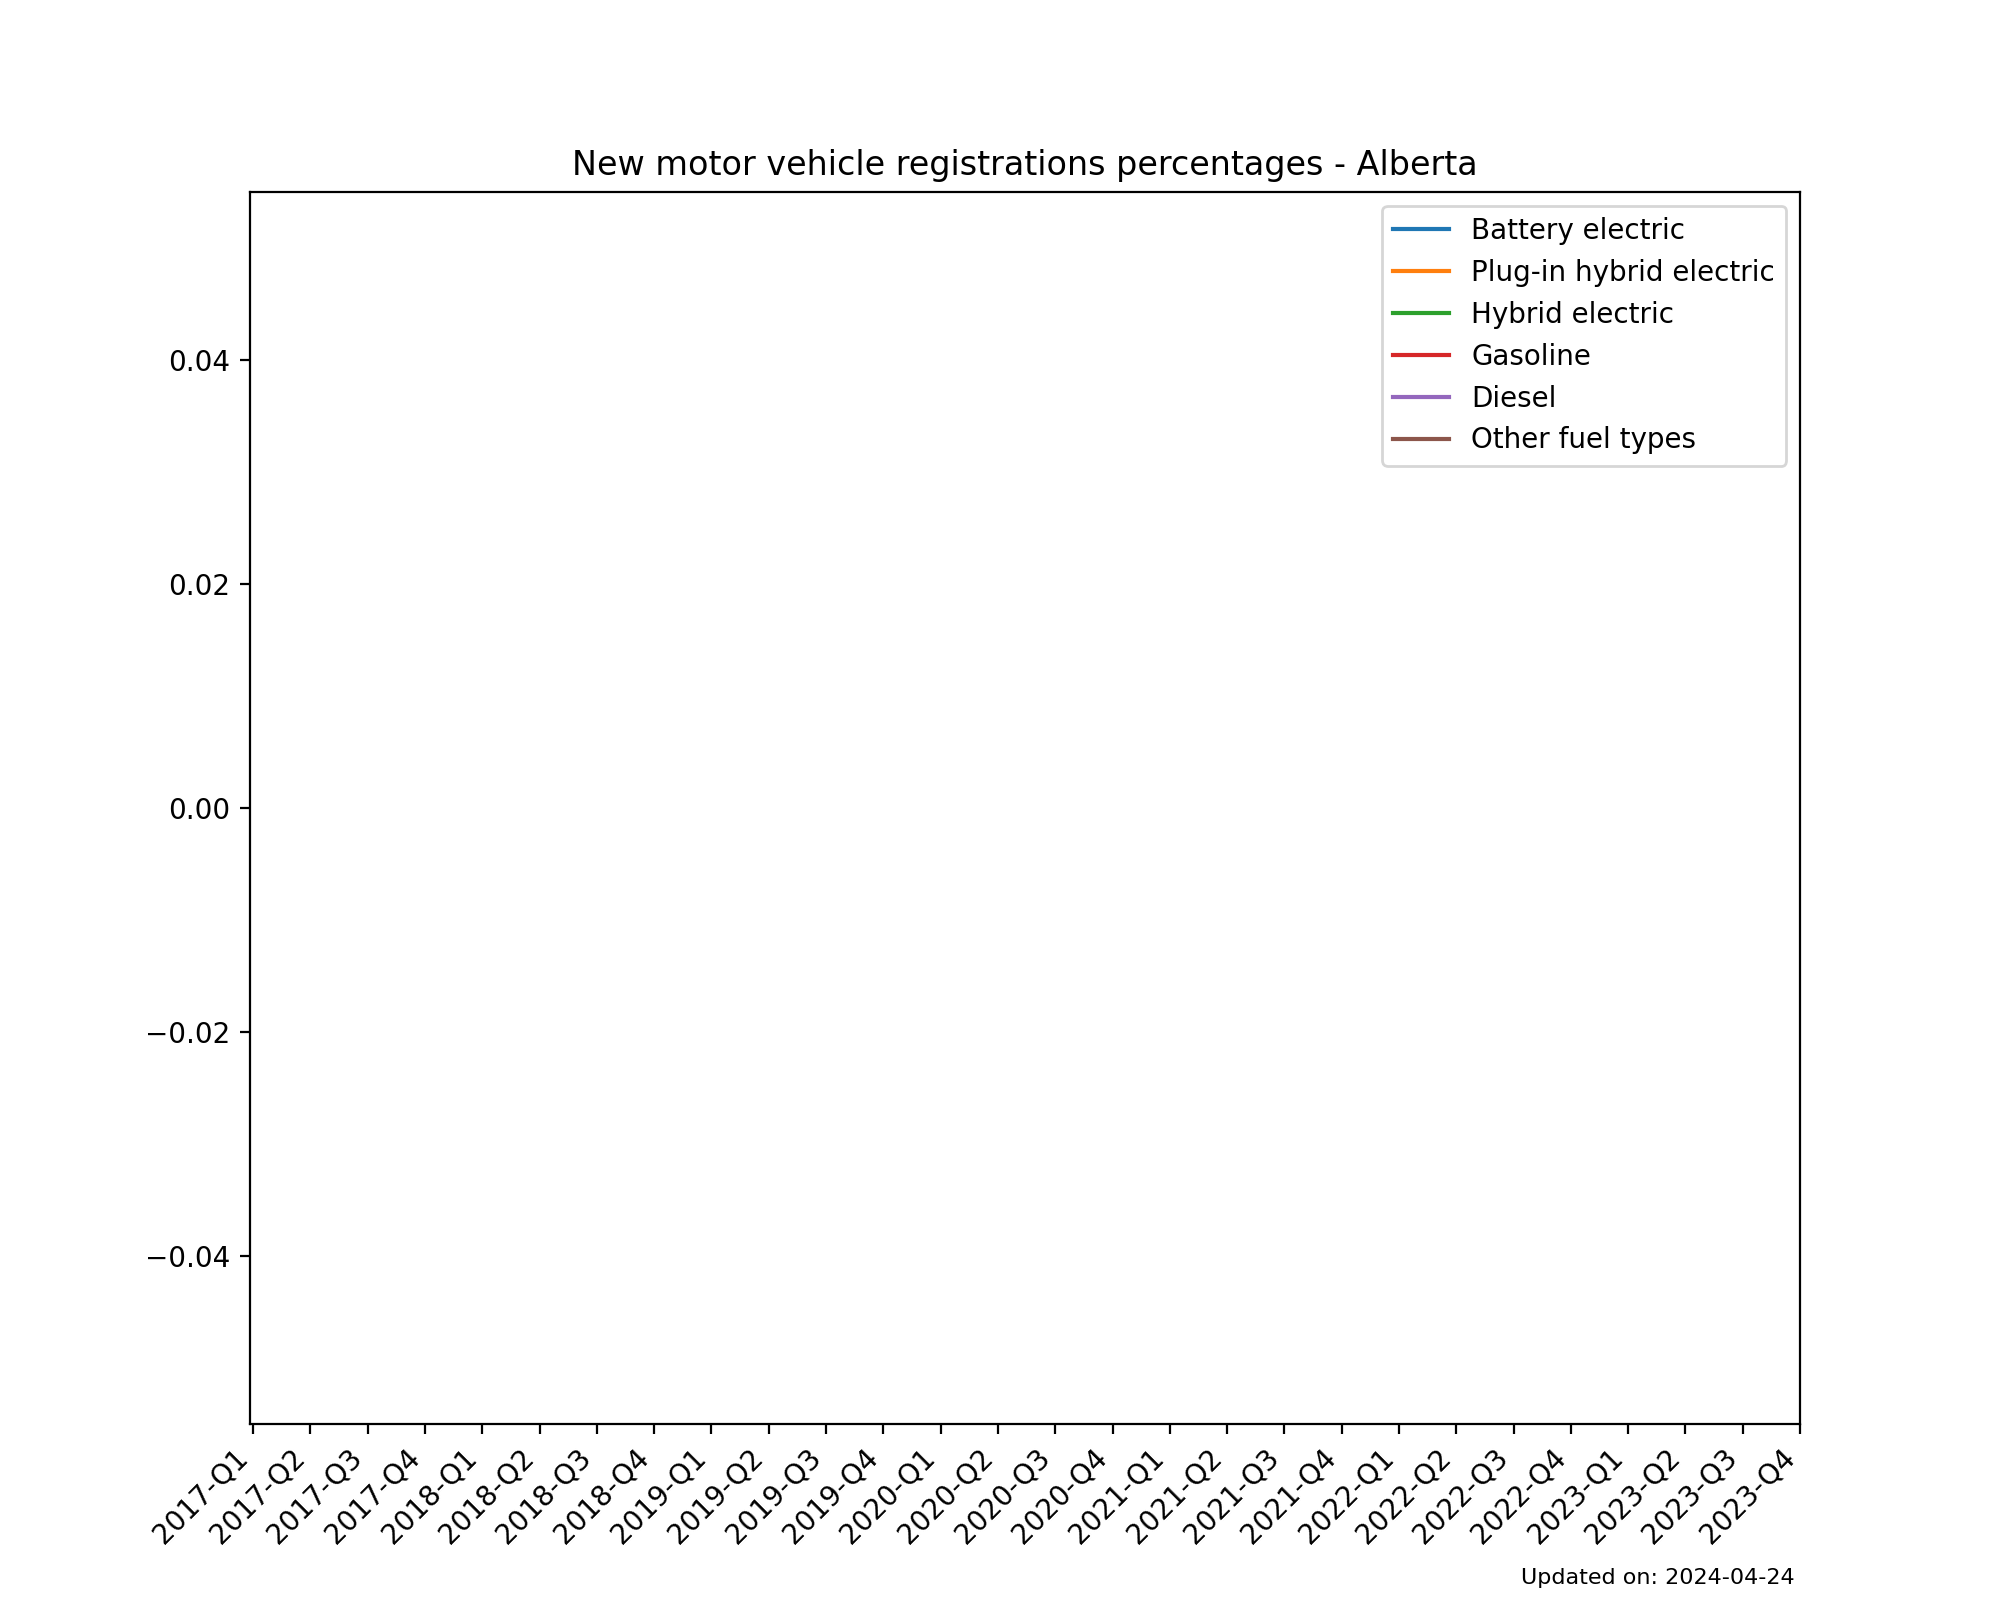 New motor vehicle registrations percentages - Alberta
Battery electric
Plug-in hybrid electric
Hybrid electric
Gasoline
Diesel
Other fuel types
0.04
0.02
0.00
−0.02
−0.04
2017-Q1
2017-Q2
2017-Q3
2017-Q4
2018-Q1
2018-Q2
2018-Q3
2018-Q4
2019-Q1
2019-Q2
2019-Q3
2019-Q4
2020-Q1
2020-Q2
2020-Q3
2020-Q4
2021-Q1
2021-Q2
2021-Q3
2021-Q4
2022-Q1
2022-Q2
2022-Q3
2022-Q4
2023-Q1
2023-Q2
2023-Q3
2023-Q4
Updated on: 2024-04-24